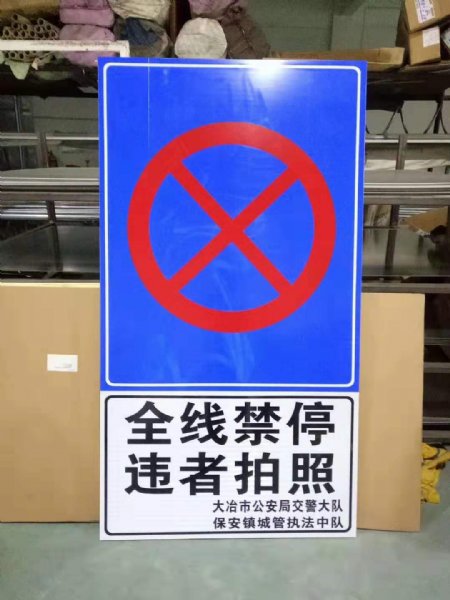 全线禁停
违者拍照
大冶市公安局交警大队
保安镇城管执法中队